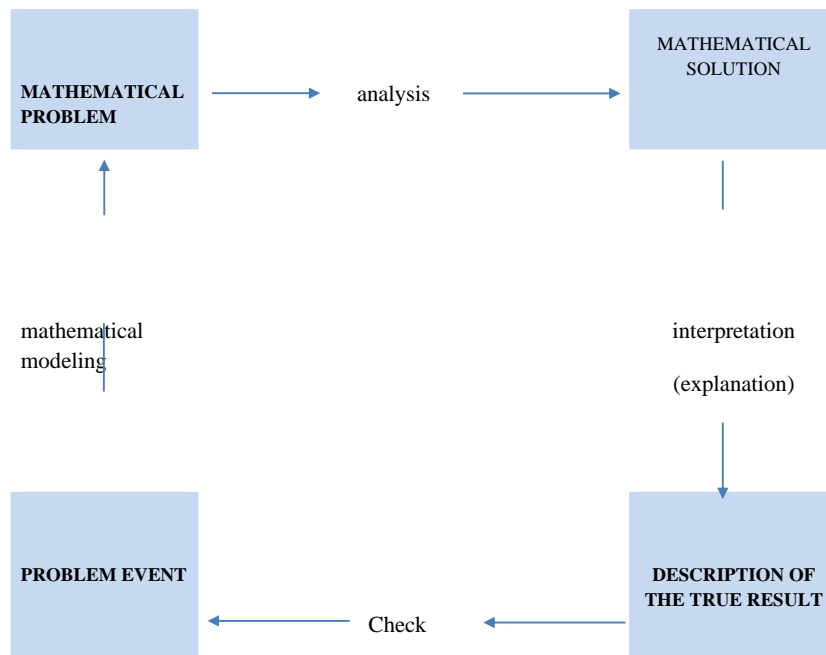 MATHEMATICAL
PROBLEM
analysis
MATHEMATICAL
SOLUTION
mathematical
modeling
interpretation
(explanation)
PROBLEM EVENT
Check
DESCRIPTION OF
THE TRUE RESULT